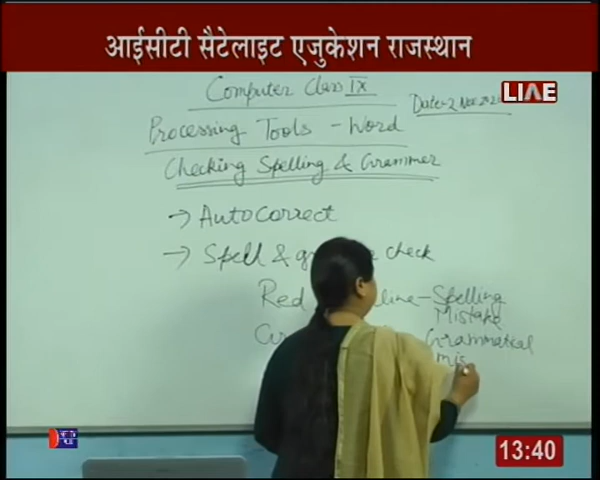 आईसीटी सैटेलाइट एजुकेशन राजस्थान
LIVE
Computer Class IX
Date-2 Nov. 2020
Processing Tools - Word
Checking Spelling & Grammer
→ Autocorrect
→ Spell & check
Red line - Spelling
Mistake
Grammatical
mis
13:40